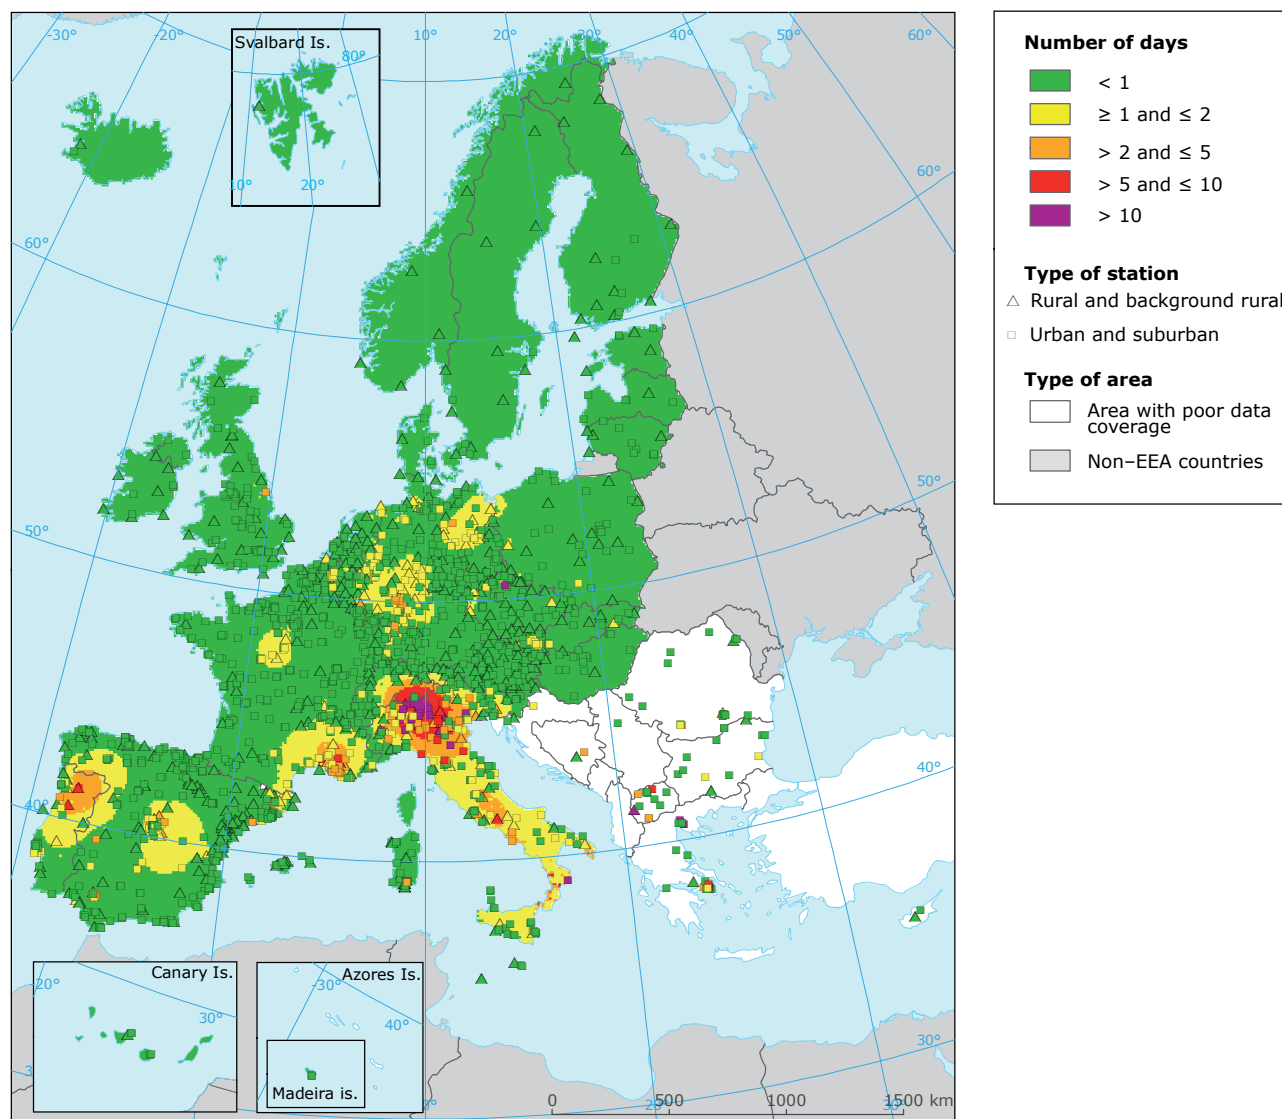 -30°
-20°
Svalbard Is.
80°
10°
20°
10°
20°
30°
40°
50°
60°
60°
60°
50°
50°
40°
40°
30°
Canary Is.
20°
30°
Azores Is.
-30°
40°
Madeira is.
0
500
1000
1500 km
Number of days
< 1
≥ 1 and ≤ 2
> 2 and ≤ 5
> 5 and ≤ 10
> 10
Type of station
Rural and background rural
Urban and suburban
Type of area
Area with poor data
coverage
Non–EEA countries